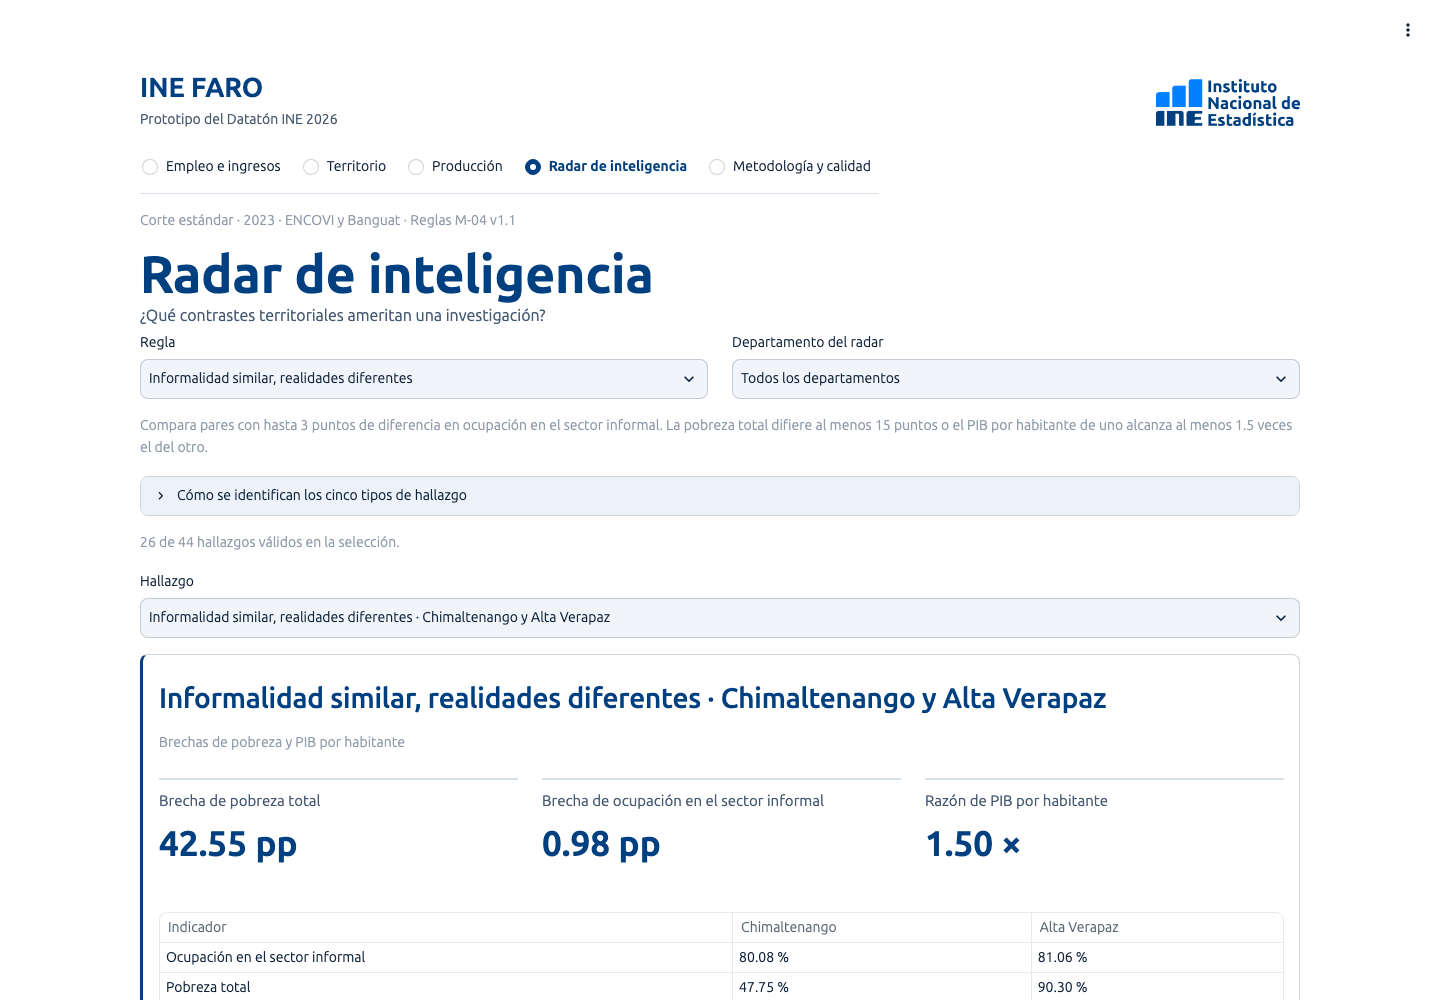 INE FARO
Prototipo del Datatón INE 2026
INE
Instituto
Nacional de
Estadística
Empleo e ingresos
Territorio
Producción
Radar de inteligencia
Metodología y calidad
Corte estándar · 2023 · ENCOVI y Banguat · Reglas M-04 v1.1
Radar de inteligencia
¿Qué contrastes territoriales ameritan una investigación?
Regla
Informalidad similar, realidades diferentes
Departamento del radar
Todos los departamentos
Compara pares con hasta 3 puntos de diferencia en ocupación en el sector informal. La pobreza total difiere al menos 15 puntos o el PIB por habitante de uno alcanza al menos 1.5 veces
el del otro.
Cómo se identifican los cinco tipos de hallazgo
26 de 44 hallazgos válidos en la selección.
Hallazgo
Informalidad similar, realidades diferentes · Chimaltenango y Alta Verapaz
Informalidad similar, realidades diferentes · Chimaltenango y Alta Verapaz
Brechas de pobreza y PIB por habitante
Brecha de pobreza total
42.55 pp
Brecha de ocupación en el sector informal
0.98 pp
Razón de PIB por habitante
1.50 ×
Indicador Chimaltenango Alta Verapaz
Ocupación en el sector informal 80.08 % 81.06 %
Pobreza total 47.75 % 90.30 %